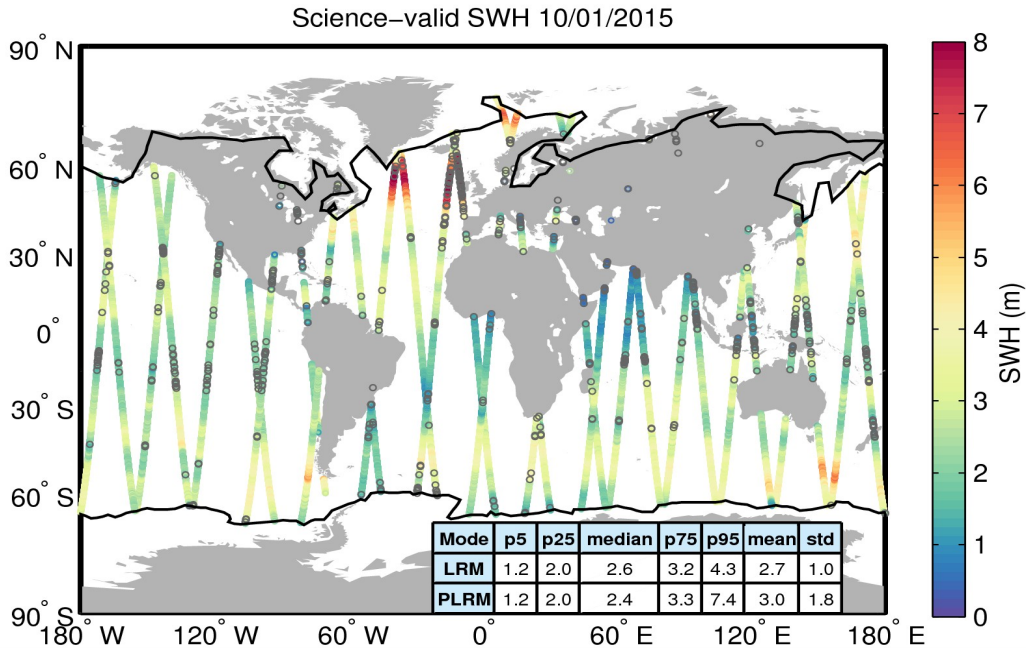 Science−valid SWH 10/01/2015
90° N
60° N
30° N
0°
30° S
60° S
90° S
180° W
120° W
60° W
0°
60° E
120° E
180° E
Mode p5 p25 median p75 p95 mean std
LRM 1.2 2.0 2.6 3.2 4.3 2.7 1.0
PLRM 1.2 2.0 2.4 3.3 7.4 3.0 1.8
8
7
6
5
4
3
2
1
0
SWH (m)